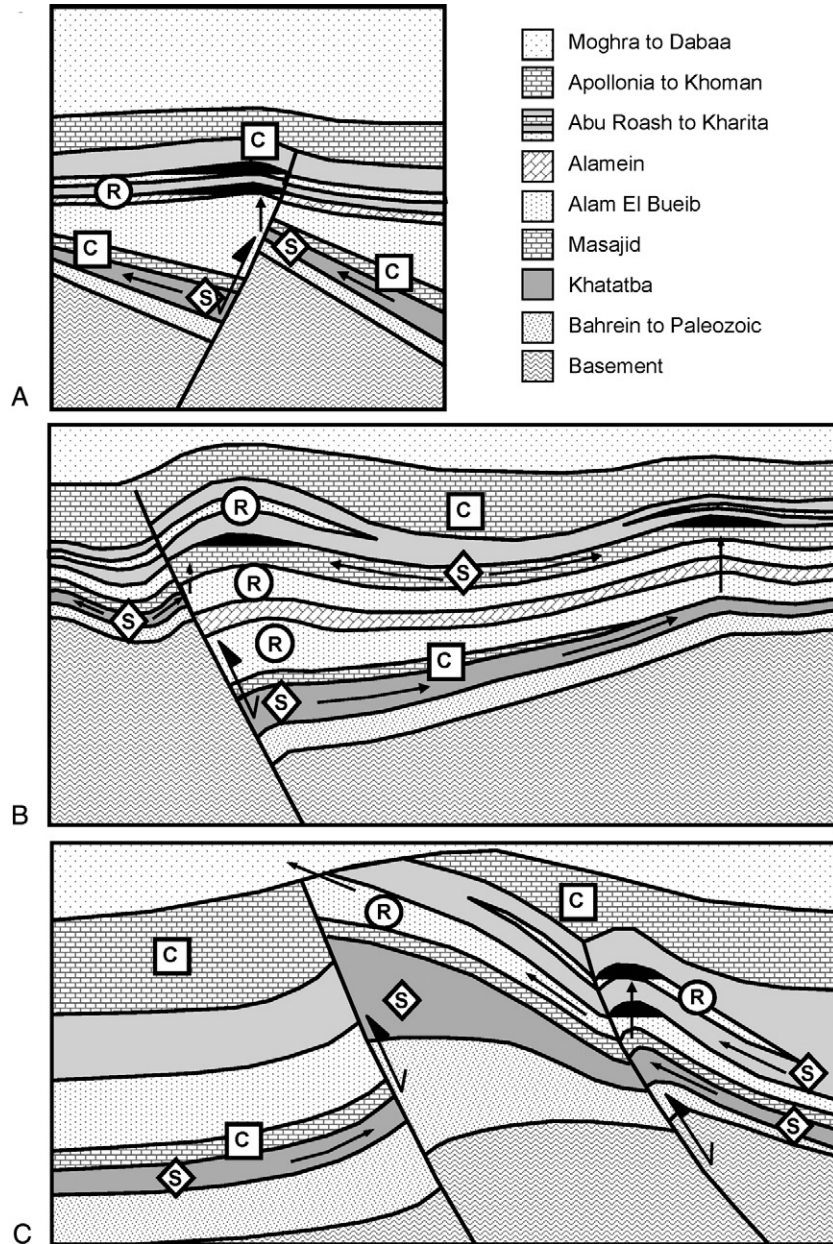 Moghra to Dabaa
Apollonia to Khoman
Abu Roash to Kharita
Alamein
Alam El Bueib
Masajid
Khatatba
Bahrein to Paleozoic
Basement
C
R
C
S
S
C
A
R
C
R
S
S
R
C
S
B
R
C
C
S
R
S
C
S
S
C